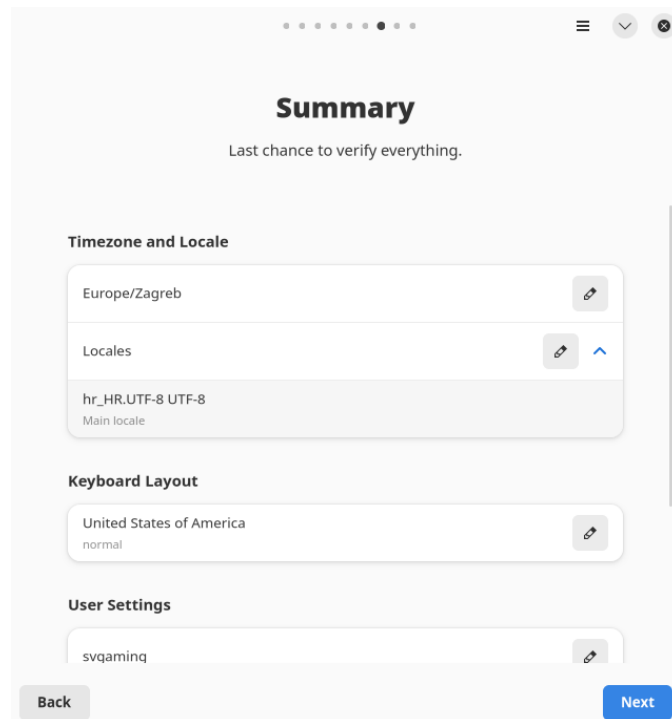 Summary
Last chance to verify everything.
Timezone and Locale
Europe/Zagreb
Locales
hr_HR.UTF-8 UTF-8
Main locale
Keyboard Layout
United States of America
normal
User Settings
svgaming
Back
Next